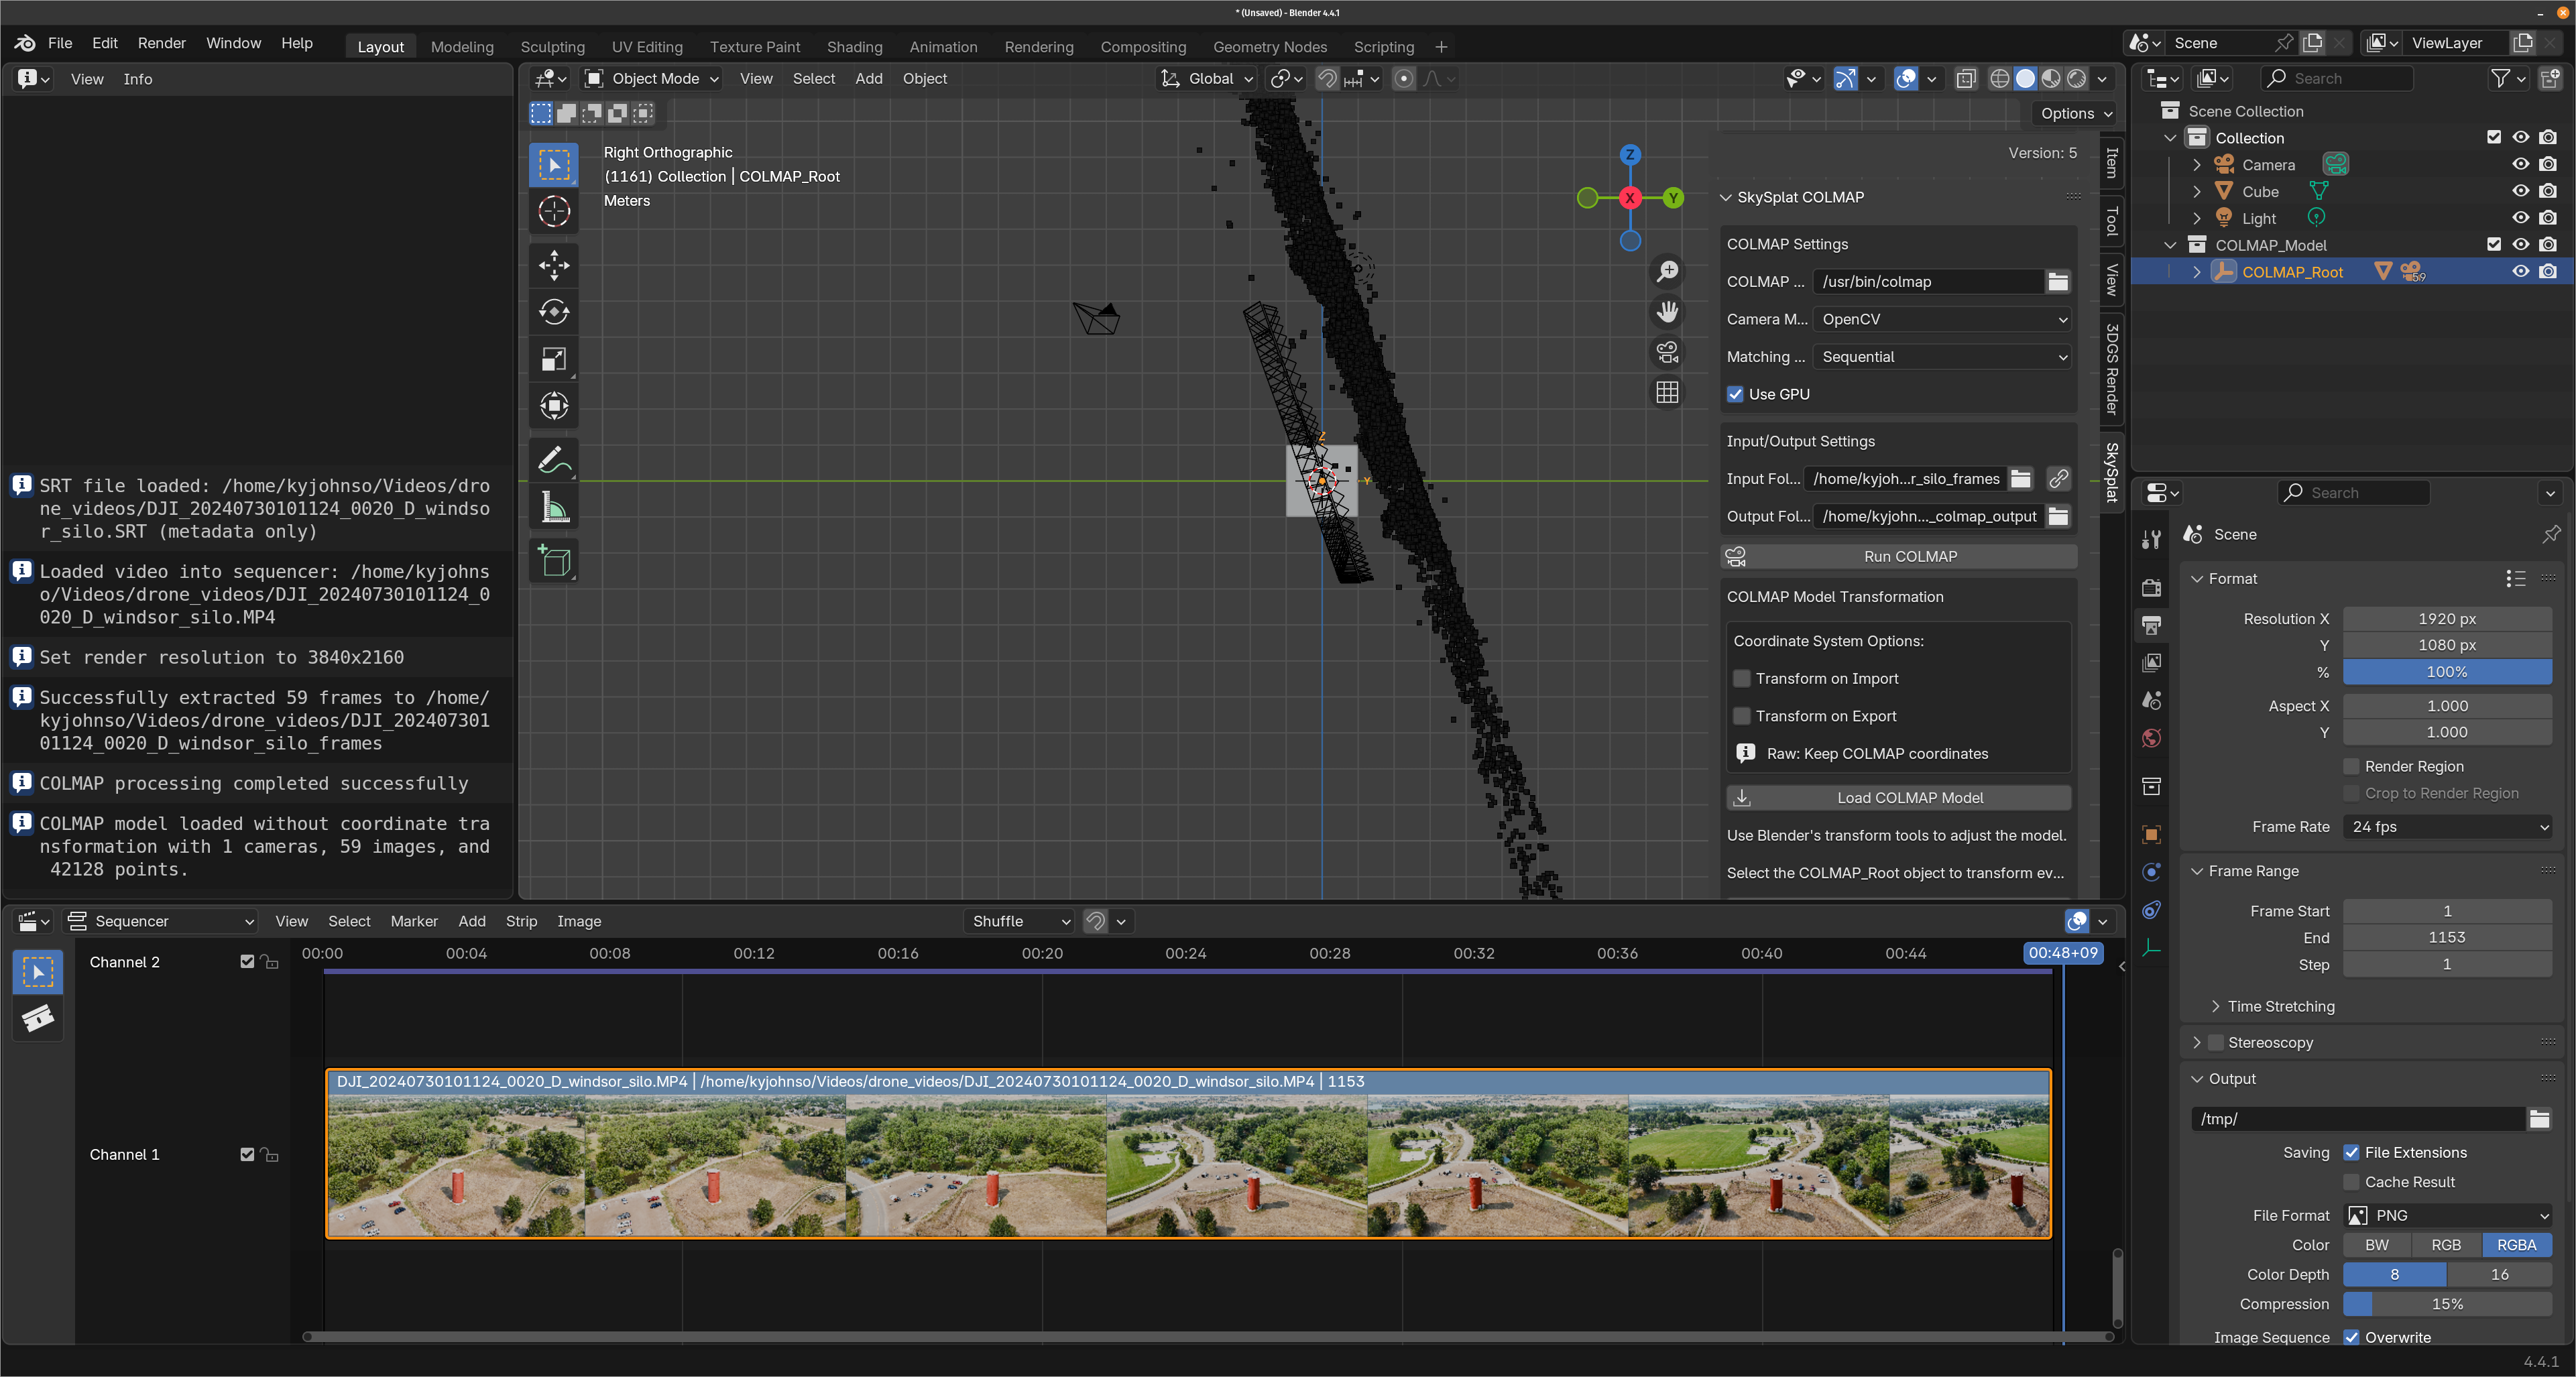 * (Unsaved) - Blender 4.4.1
File Edit Render Window Help
Layout Modeling Sculpting UV Editing Texture Paint Shading Animation Rendering Compositing Geometry Nodes Scripting +
Scene
ViewLayer
View Info
SRT file loaded: /home/kyjohnso/Videos/dro
ne_videos/DJI_20240730101124_0020_D_windso
r_silo.SRT (metadata only)
Loaded video into sequencer: /home/kyjohns
o/Videos/drone_videos/DJI_20240730101124_0
020_D_windsor_silo.MP4
Set render resolution to 3840x2160
Successfully extracted 59 frames to /home/
kyjohnso/Videos/drone_videos/DJI_202407301
01124_0020_D_windsor_silo_frames
COLMAP processing completed successfully
COLMAP model loaded without coordinate tra
nsformation with 1 cameras, 59 images, and
42128 points.
Object Mode View Select Add Object
Global
Options
Right Orthographic
(1161) Collection | COLMAP_Root
Meters
Z
X
Y
Z
Y
Version: 5
SkySplat COLMAP
COLMAP Settings
COLMAP ... /usr/bin/colmap
Camera M... OpenCV
Matching ... Sequential
Use GPU
Input/Output Settings
Input Fol... /home/kyjoh...r_silo_frames
Output Fol... /home/kyjohn..._colmap_output
Run COLMAP
COLMAP Model Transformation
Coordinate System Options:
Transform on Import
Transform on Export
Raw: Keep COLMAP coordinates
Load COLMAP Model
Use Blender's transform tools to adjust the model.
Select the COLMAP_Root object to transform ev...
Item
Tool
View
3DGS Render
SkySplat
Search
Scene Collection
Collection
Camera
Cube
Light
COLMAP_Model
COLMAP_Root 59
Search
Scene
Format
Resolution X 1920 px
Y 1080 px
% 100%
Aspect X 1.000
Y 1.000
Render Region
Crop to Render Region
Frame Rate 24 fps
Frame Range
Frame Start 1
End 1153
Step 1
Time Stretching
Stereoscopy
Output
/tmp/
Saving File Extensions
Cache Result
File Format PNG
Color BW RGB RGBA
Color Depth 8 16
Compression 15%
Image Sequence Overwrite
Sequencer View Select Marker Add Strip Image
Shuffle
00:00 00:04 00:08 00:12 00:16 00:20 00:24 00:28 00:32 00:36 00:40 00:44 00:48+09
Channel 2
DJI_20240730101124_0020_D_windsor_silo.MP4 | /home/kyjohnso/Videos/drone_videos/DJI_20240730101124_0020_D_windsor_silo.MP4 | 1153
Channel 1
4.4.1